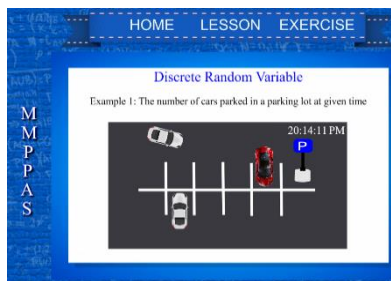 HOME LESSON EXERCISE
Discrete Random Variable
Example 1: The number of cars parked in a parking lot at given time
20:14:11 PM
P
M
M
P
P
A
S